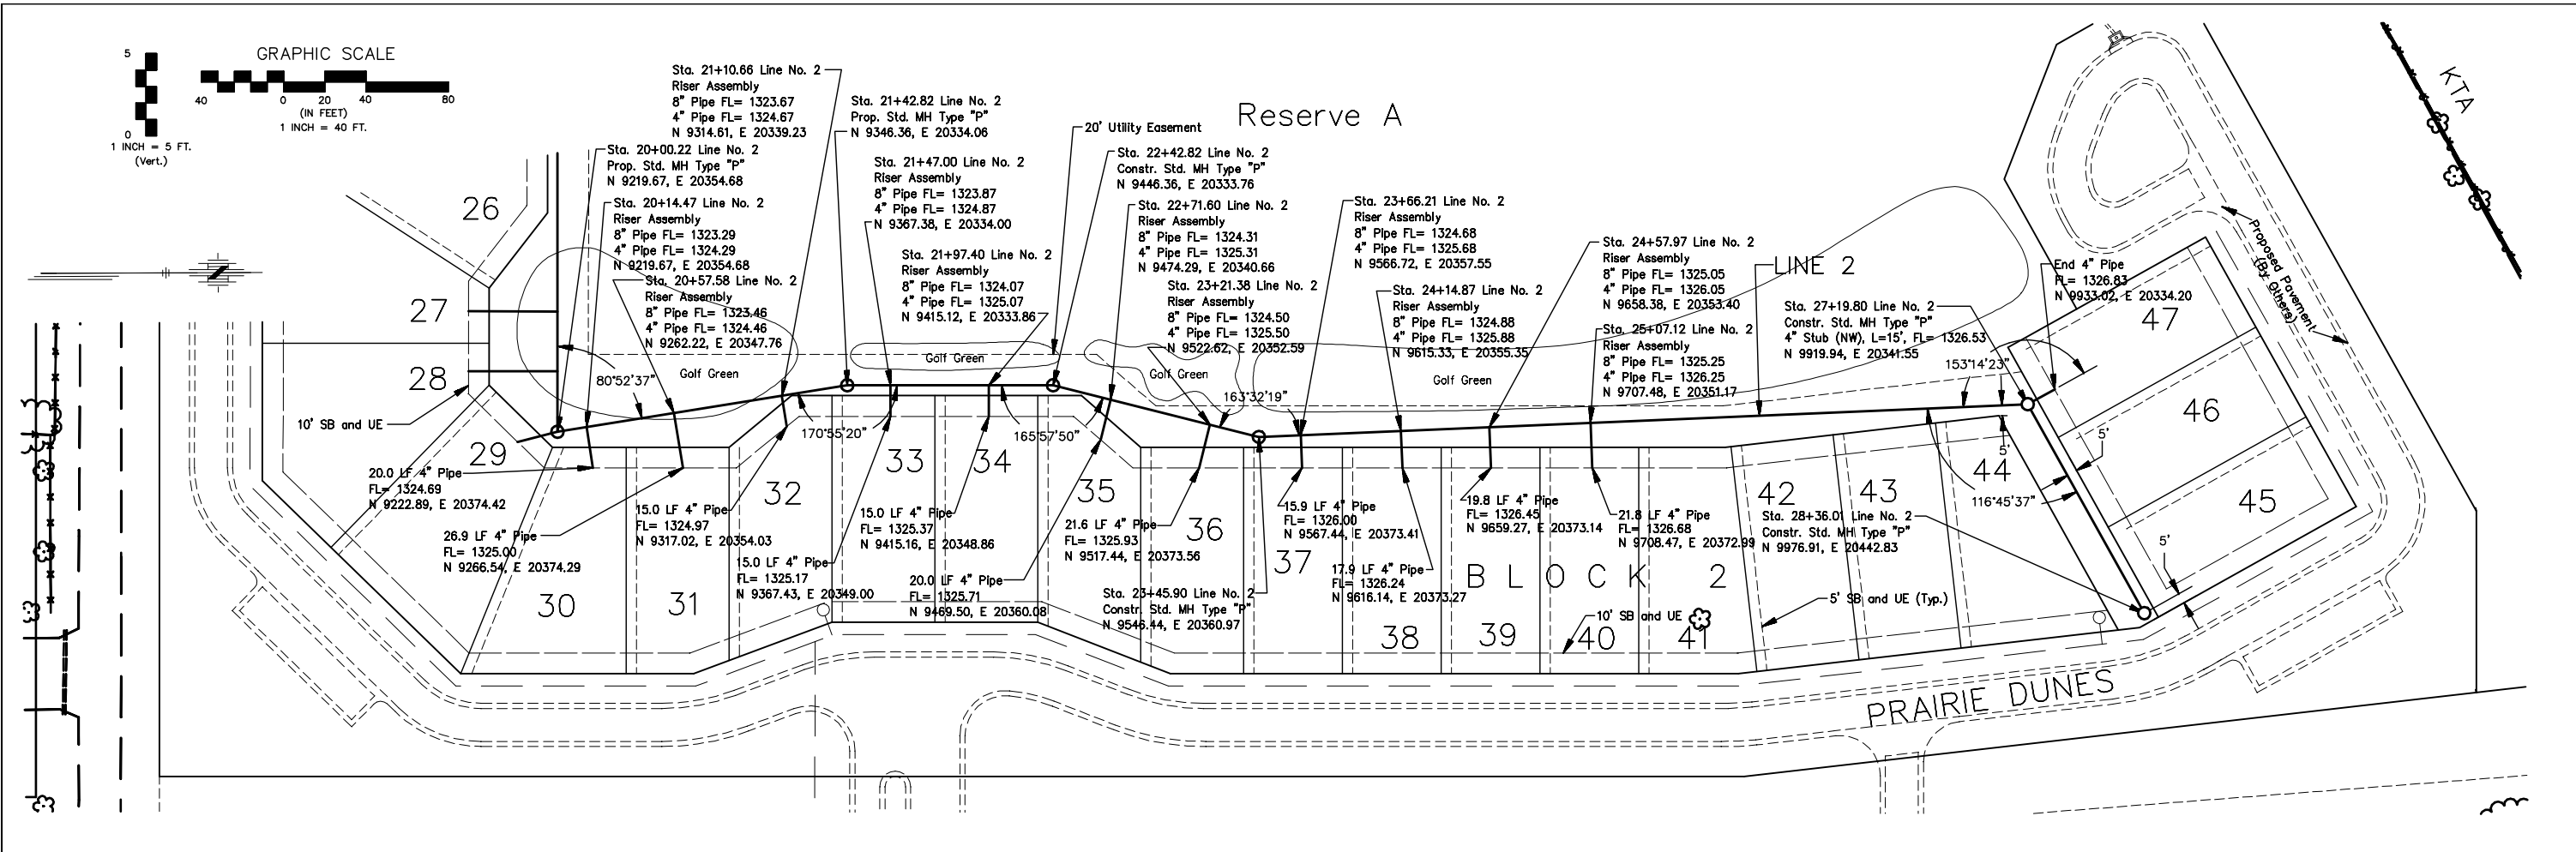 GRAPHIC SCALE
5
0
1 INCH = 5 FT.
(Vert.)
40
0
20
40
80
(IN FEET)
1 INCH = 40 FT.
Sta. 21+10.66 Line No. 2
Riser Assembly
8" Pipe FL= 1323.67
4" Pipe FL= 1324.67
N 9314.61, E 20339.23
Sta. 20+00.22 Line No. 2
Prop. Std. MH Type "P"
N 9219.67, E 20354.68
Sta. 20+14.47 Line No. 2
Riser Assembly
8" Pipe FL= 1323.29
4" Pipe FL= 1324.29
N 9219.67, E 20354.68
Sta. 20+57.58 Line No. 2
Riser Assembly
8" Pipe FL= 1323.46
4" Pipe FL= 1324.46
N 9262.22, E 20347.76
Sta. 21+42.82 Line No. 2
Prop. Std. MH Type "P"
N 9346.36, E 20334.06
Sta. 21+47.00 Line No. 2
Riser Assembly
8" Pipe FL= 1323.87
4" Pipe FL= 1324.87
N 9367.38, E 20334.00
Sta. 21+97.40 Line No. 2
Riser Assembly
8" Pipe FL= 1324.07
4" Pipe FL= 1325.07
N 9415.12, E 20333.86
20' Utility Easement
Reserve A
Sta. 22+42.82 Line No. 2
Constr. Std. MH Type "P"
N 9446.36, E 20333.76
Sta. 22+71.60 Line No. 2
Riser Assembly
8" Pipe FL= 1324.31
4" Pipe FL= 1325.31
N 9474.29, E 20340.66
Sta. 23+21.38 Line No. 2
Riser Assembly
8" Pipe FL= 1324.50
4" Pipe FL= 1325.50
N 9522.62, E 20352.59
Sta. 23+66.21 Line No. 2
Riser Assembly
8" Pipe FL= 1324.68
4" Pipe FL= 1325.68
N 9566.72, E 20357.55
Sta. 24+14.87 Line No. 2
Riser Assembly
8" Pipe FL= 1324.88
4" Pipe FL= 1325.88
N 9615.33, E 20355.35
Sta. 24+57.97 Line No. 2
Riser Assembly
8" Pipe FL= 1325.05
4" Pipe FL= 1326.05
N 9658.38, E 20353.40
Sta. 25+07.12 Line No. 2
Riser Assembly
8" Pipe FL= 1325.25
4" Pipe FL= 1326.25
N 9707.48, E 20351.17
LINE 2
Sta. 27+19.80 Line No. 2
Constr. Std. MH Type "P"
4" Stub (NW), L=15', FL= 1326.53
N 9919.94, E 20341.55
End 4" Pipe
FL= 1326.83
N 9933.02, E 20334.20
Proposed Pavement
(By Others)
KTA
26
27
28
29
10' SB and UE
80°52'37"
Golf Green
Golf Green
Golf Green
Golf Green
170°55'20"
165°57'50"
163°32'19"
153°14'23"
116°45'37"
5'
5'
5'
20.0 LF 4" Pipe
FL= 1324.69
N 9222.89, E 20374.42
26.9 LF 4" Pipe
FL= 1325.00
N 9266.54, E 20374.29
15.0 LF 4" Pipe
FL= 1324.97
N 9317.02, E 20354.03
15.0 LF 4" Pipe
FL= 1325.17
N 9367.43, E 20349.00
15.0 LF 4" Pipe
FL= 1325.37
N 9415.16, E 20348.86
20.0 LF 4" Pipe
FL= 1325.71
N 9469.50, E 20360.08
21.6 LF 4" Pipe
FL= 1325.93
N 9517.44, E 20373.56
Sta. 23+45.90 Line No. 2
Constr. Std. MH Type "P"
N 9546.44, E 20360.97
15.9 LF 4" Pipe
FL= 1326.00
N 9567.44, E 20373.41
17.9 LF 4" Pipe
FL= 1326.24
N 9616.14, E 20373.27
19.8 LF 4" Pipe
FL= 1326.45
N 9659.27, E 20373.14
21.8 LF 4" Pipe
FL= 1326.68
N 9708.47, E 20372.99
Sta. 28+36.01 Line No. 2
Constr. Std. MH Type "P"
N 9976.91, E 20442.83
30
31
32
33
34
35
36
37
38
39
40
41
42
43
44
45
46
47
BLOCK 2
10' SB and UE
5' SB and UE (Typ.)
PRAIRIE DUNES